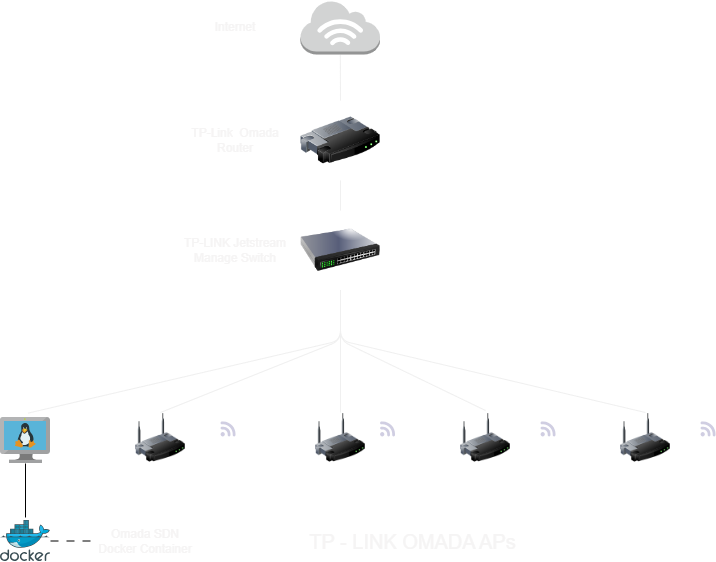 Internet
TP-Link Omada
Router
TP-LINK Jetstream
Manage Switch.
Omada SDN
Docker Container
TP - LINK OMADA APs
docker